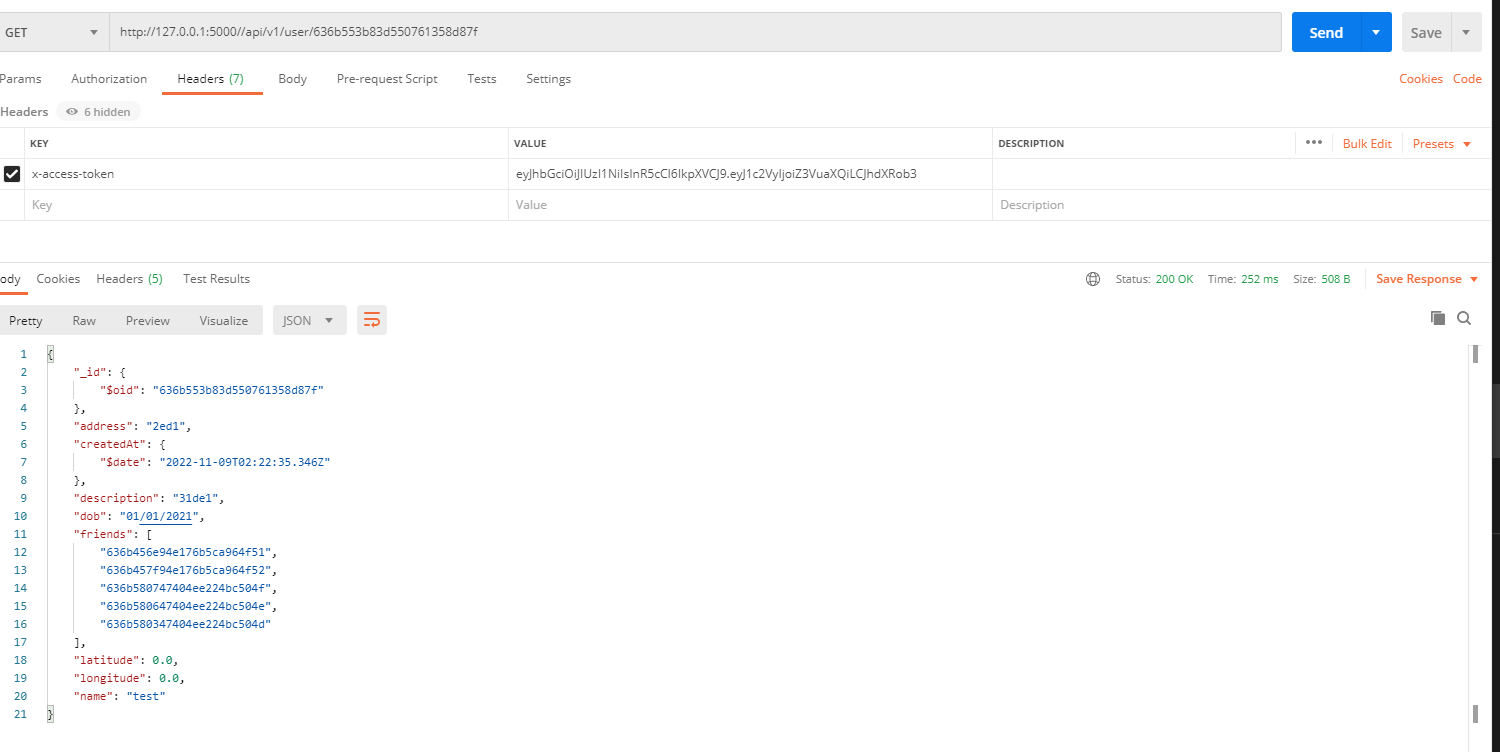 GET http://127.0.0.1:5000//api/v1/user/636b553b83d550761358d87f Send Save
Params Authorization Headers (7) Body Pre-request Script Tests Settings Cookies Code
Headers 6 hidden
KEY VALUE DESCRIPTION ••• Bulk Edit Presets
x-access-token eyJhbGciOiJIUzI1NiIsInR5cCI6IkpXVCJ9.eyJ1c2VyIjoiZ3VuaXQiLCJhdXRob3
Key Value Description
ody Cookies Headers (5) Test Results Status: 200 OK Time: 252 ms Size: 508 B Save Response
Pretty Raw Preview Visualize JSON
1 {
2 "_id": {
3 "$oid": "636b553b83d550761358d87f"
4 },
5 "address": "2ed1",
6 "createdAt": {
7 "$date": "2022-11-09T02:22:35.346Z"
8 },
9 "description": "31de1",
10 "dob": "01/01/2021",
11 "friends": [
12 "636b456e94e176b5ca964f51",
13 "636b457f94e176b5ca964f52",
14 "636b580747404ee224bc504f",
15 "636b580647404ee224bc504e",
16 "636b580347404ee224bc504d"
17 ],
18 "latitude": 0.0,
19 "longitude": 0.0,
20 "name": "test"
21 }